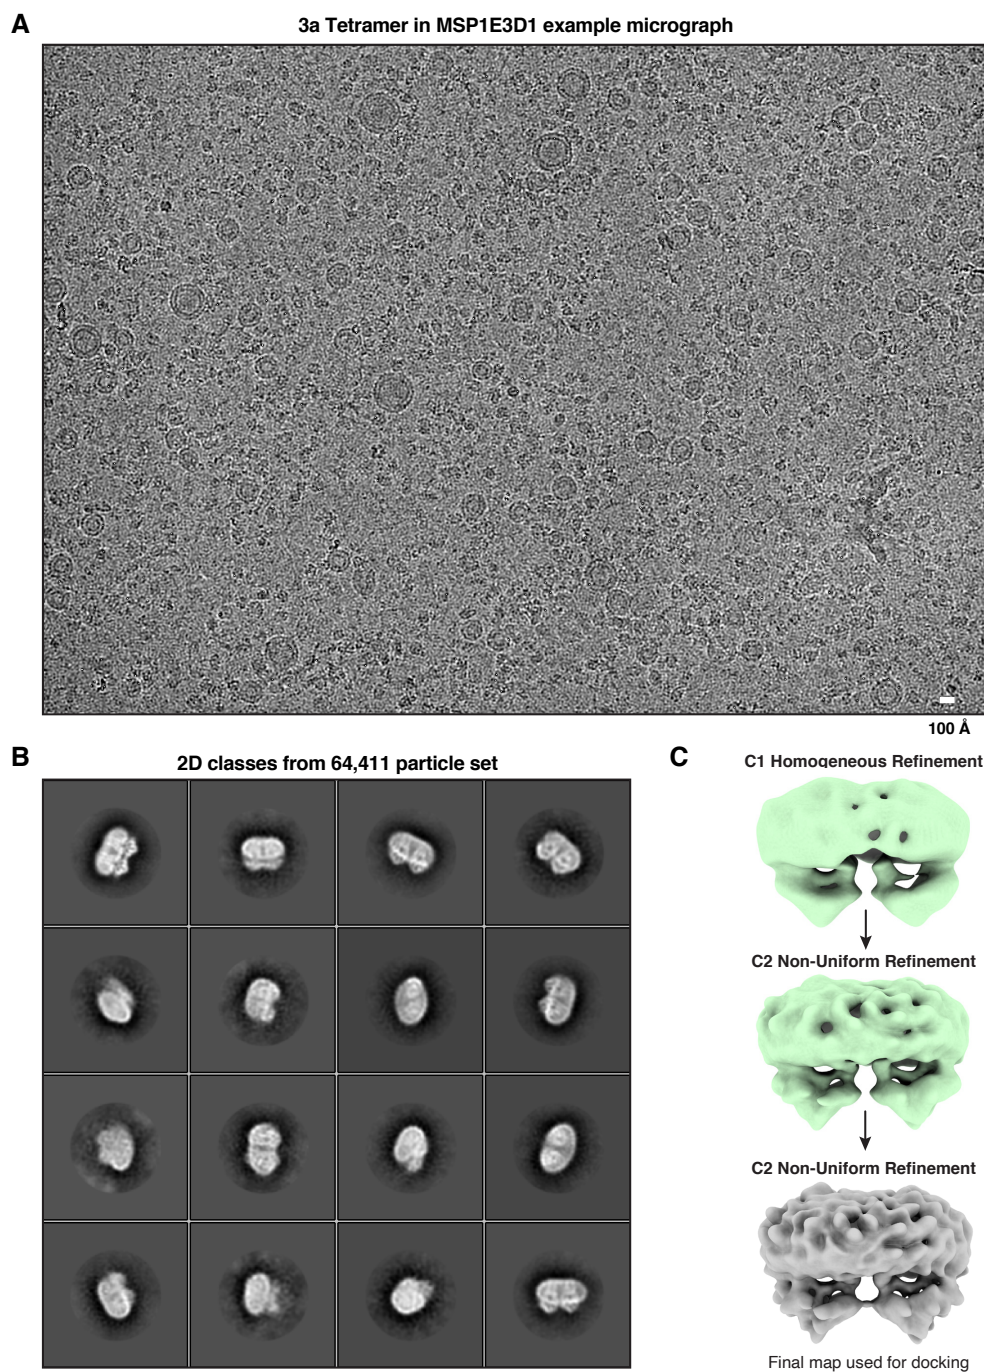 A
3a Tetramer in MSP1E3D1 example micrograph
100 Å
B
2D classes from 64,411 particle set
C
C1 Homogeneous Refinement
C2 Non-Uniform Refinement
C2 Non-Uniform Refinement
Final map used for docking